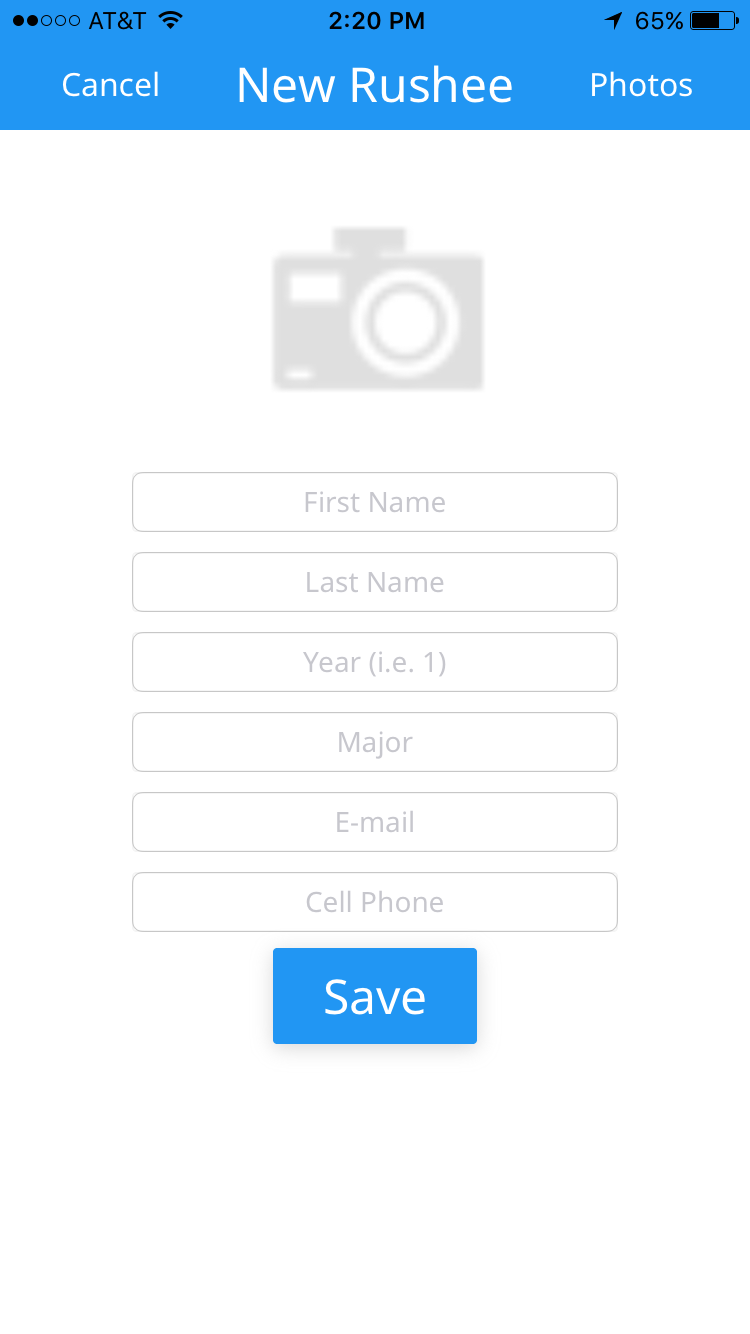 AT&T 2:20 PM 65%
Cancel New Rushee Photos
First Name
Last Name
Year (i.e. 1)
Major
E-mail
Cell Phone
Save